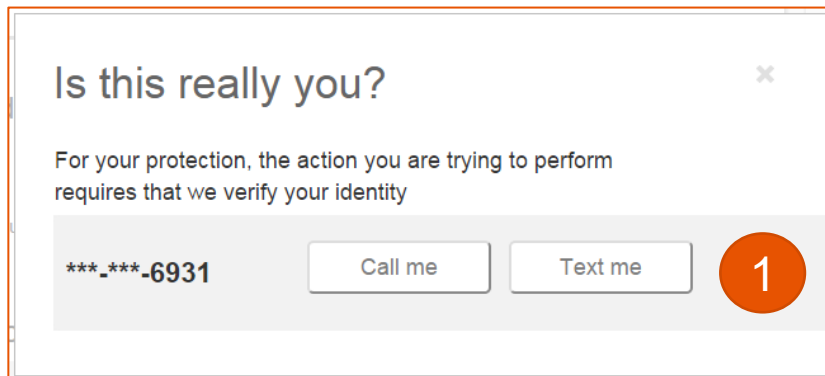 Is this really you?
×
For your protection, the action you are trying to perform
requires that we verify your identity
***-***-6931 Call me Text me 1